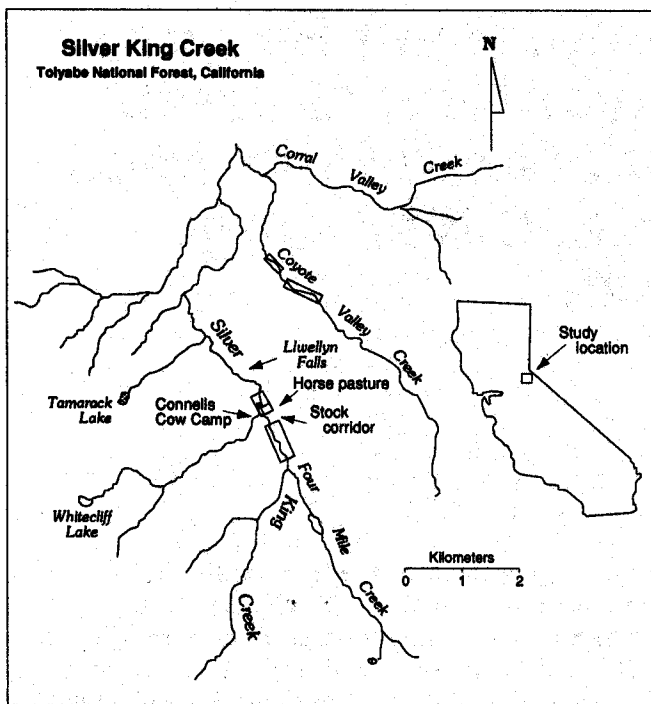 Silver King Creek
Toiyabe National Forest, California
N
Corral Valley Creek
Coyote Valley Creek
Silver King Creek
Llwellyn Falls
Study location
Horse pasture
Tamarack Lake
Connells Cow Camp
Stock corridor
Four Mile Creek
Whitecliff Lake
Kilometers
0 1 2